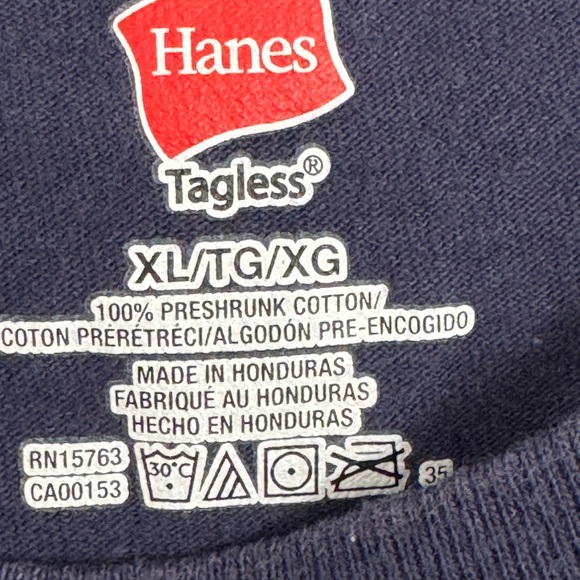 Hanes
Tagless®
XL/TG/XG
100% PRESHRUNK COTTON/
COTON PRÉRÉTRÉCI/ALGODÓN PRE-ENCOGIDO
MADE IN HONDURAS
FABRIQUÉ AU HONDURAS
HECHO EN HONDURAS
RN15763
CA00153
30°C
35